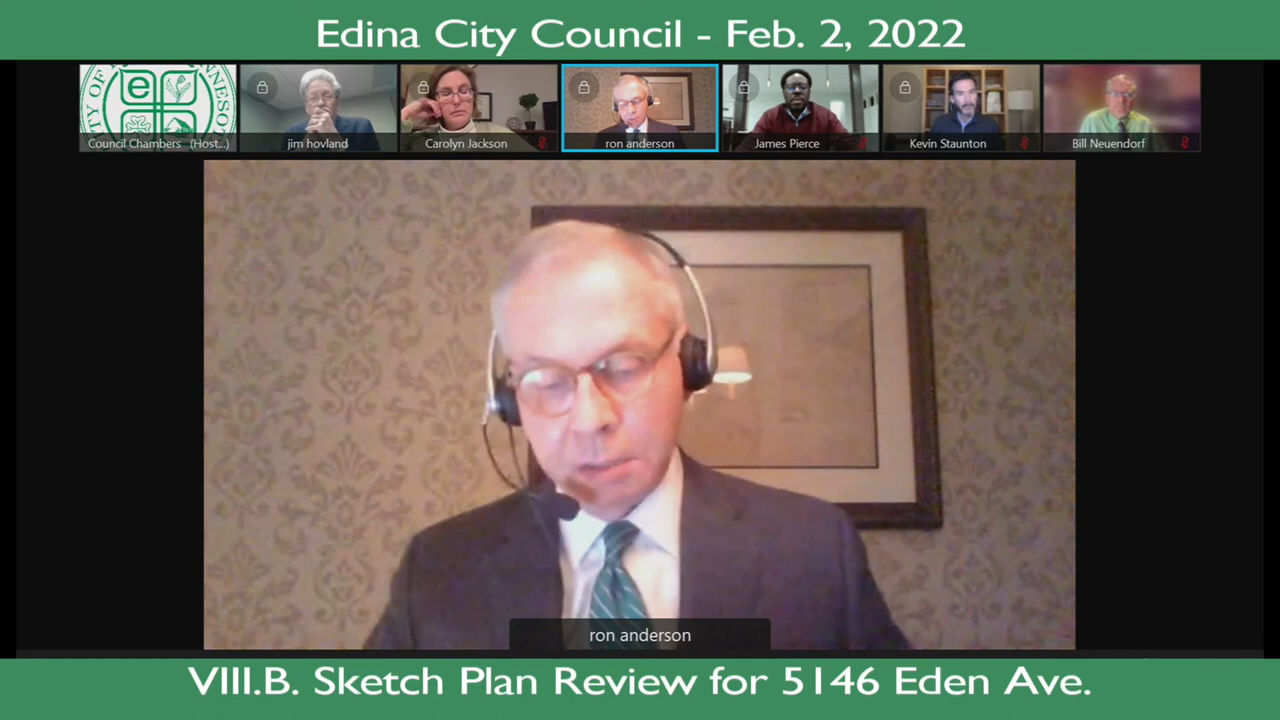 Edina City Council - Feb. 2, 2022
e
Council Chambers (Host...)
jim hovland
Carolyn Jackson
ron anderson
James Pierce
Kevin Staunton
Bill Neuendorf
ron anderson
VIII.B. Sketch Plan Review for 5146 Eden Ave.